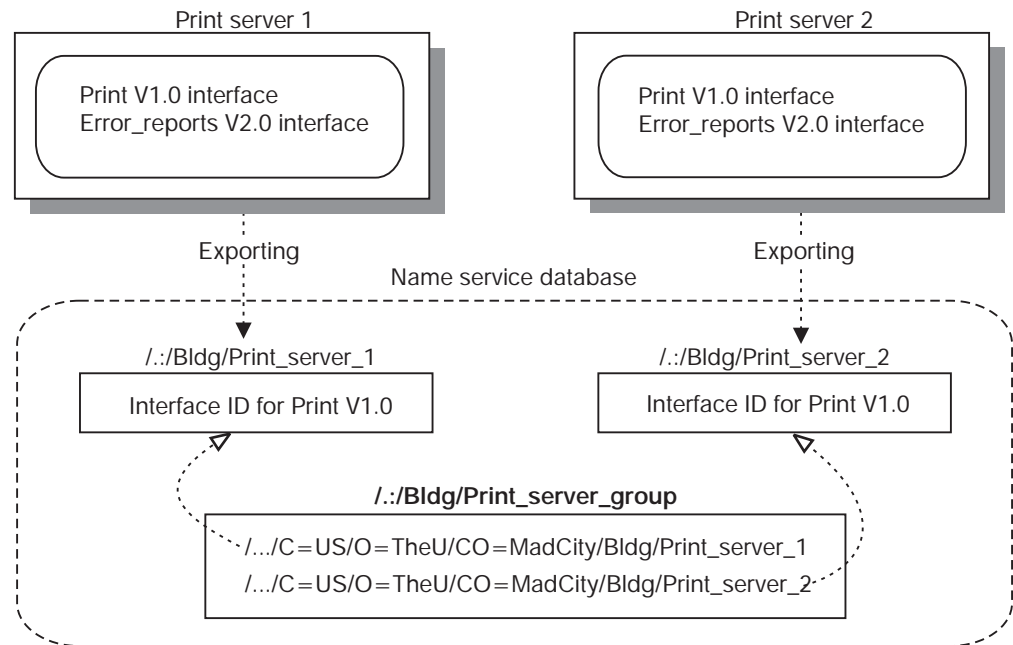 Print server 1
Print server 2
Print V1.0 interface
Error_reports V2.0 interface
Print V1.0 interface
Error_reports V2.0 interface
Exporting
Exporting
Name service database
/.:/Bldg/Print_server_1
/.:/Bldg/Print_server_2
Interface ID for Print V1.0
Interface ID for Print V1.0
/.:/Bldg/Print_server_group
/.../C=US/O=TheU/CO=MadCity/Bldg/Print_server_1
/.../C=US/O=TheU/CO=MadCity/Bldg/Print_server_2